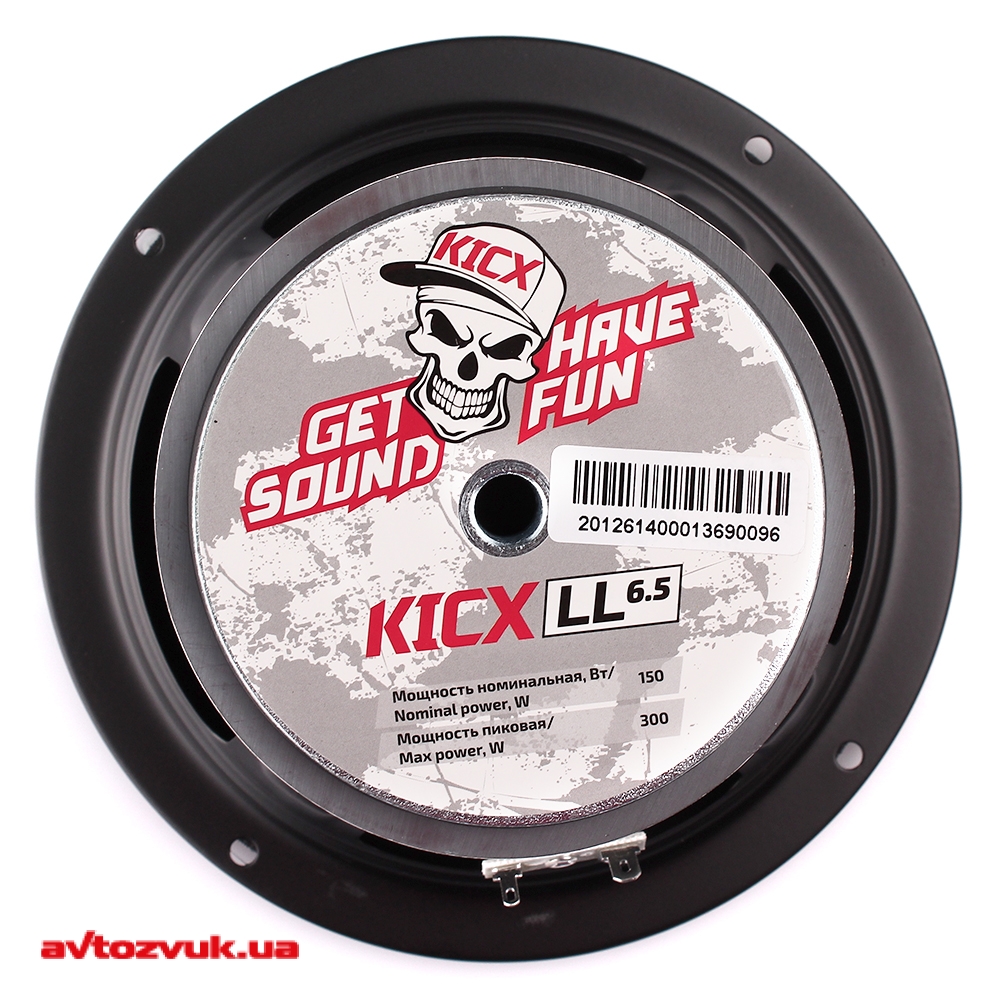 KICX
GET
SOUND
HAVE
FUN
201261400013690096
KICX LL 6.5
Мощность номинальная, Вт/ 150
Nominal power, W
Мощность пиковая/ 300
Max power, W
avtozvuk.ua